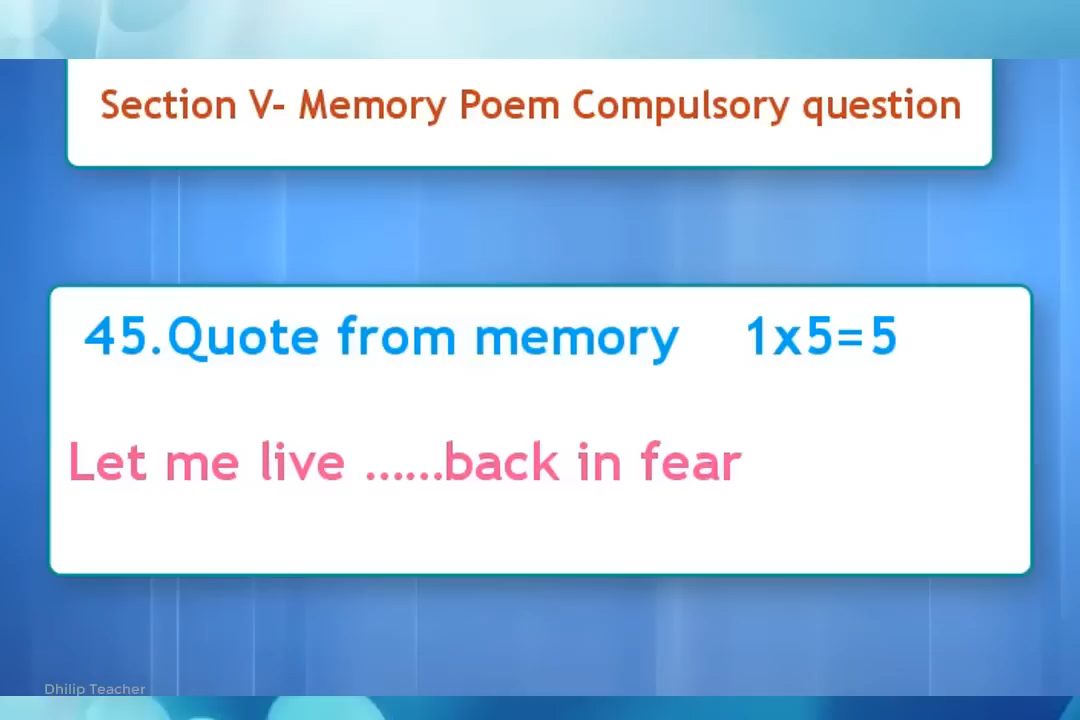 Section V- Memory Poem Compulsory question
45.Quote from memory 1x5=5
Let me live ......back in fear
Dhilip Teacher